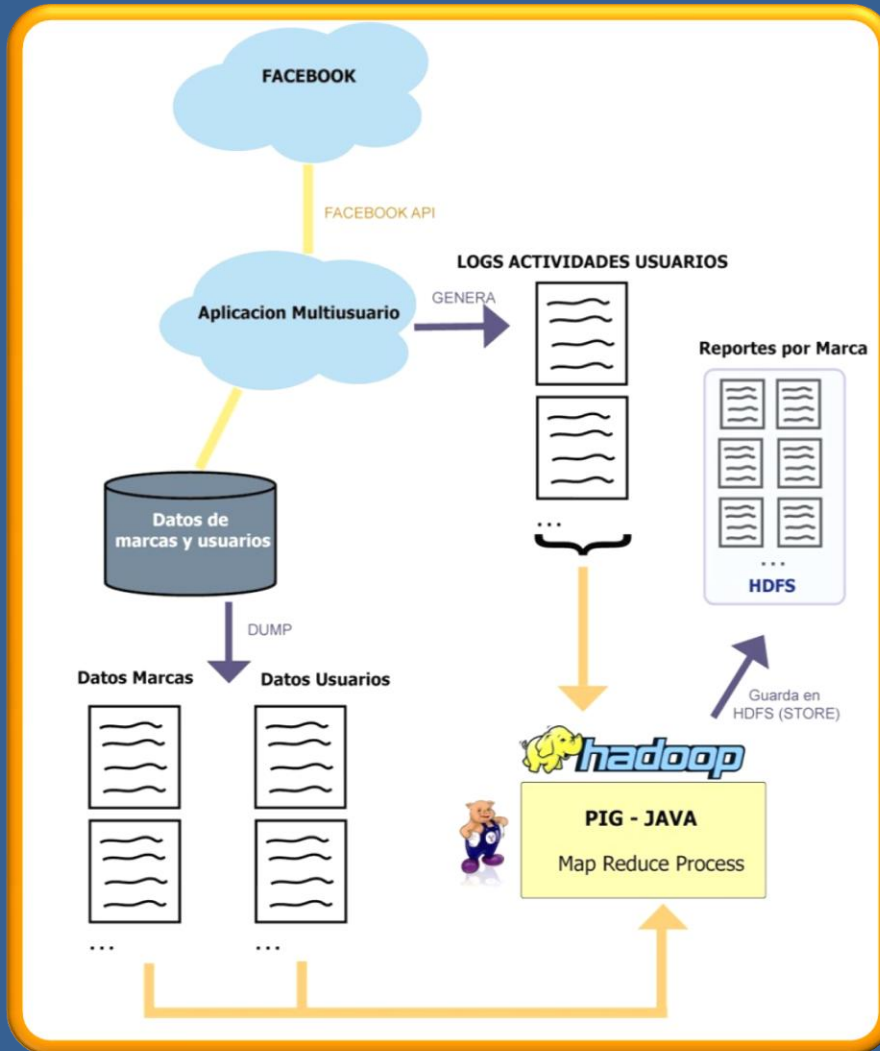 FACEBOOK
FACEBOOK API
Aplicacion Multiusuario
GENERA
LOGS ACTIVIDADES USUARIOS
...
Reportes por Marca
...
HDFS
Datos de
marcas y usuarios
DUMP
Datos Marcas
...
Datos Usuarios
...
Guarda en
HDFS (STORE)
hadoop
PIG - JAVA
Map Reduce Process